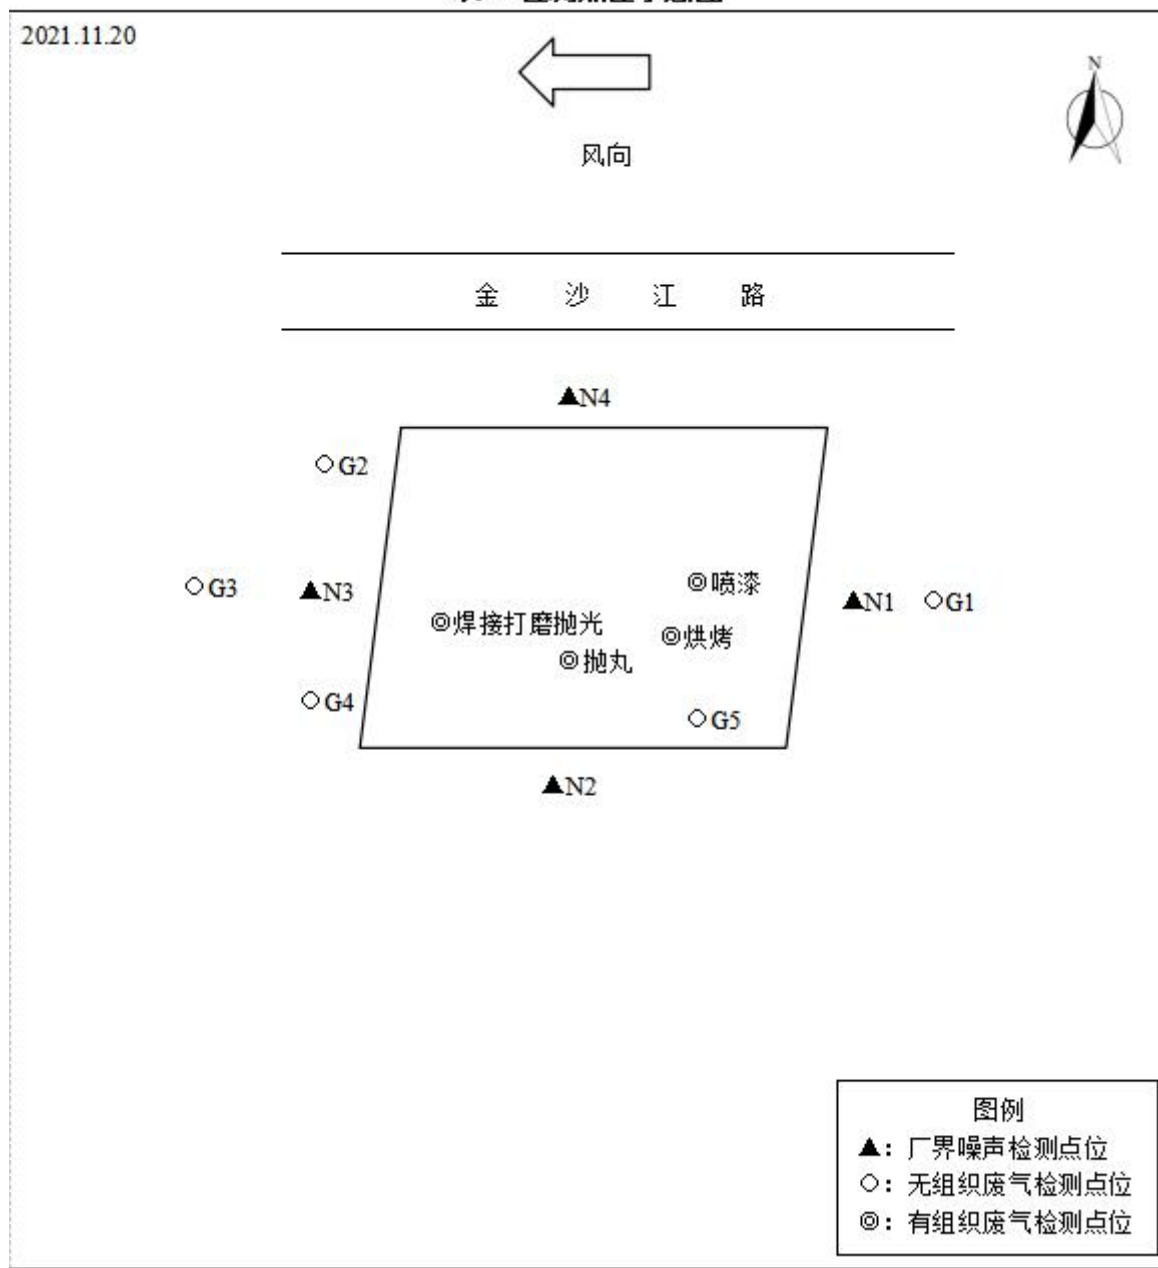 2021.11.20
N
风向
金沙江路
▲N4
○G2
○G3
▲N3
◎喷漆
▲N1
○G1
◎焊接打磨抛光
◎烘烤
◎抛丸
○G4
○G5
▲N2
图例
▲：厂界噪声检测点位
○：无组织废气检测点位
◎：有组织废气检测点位